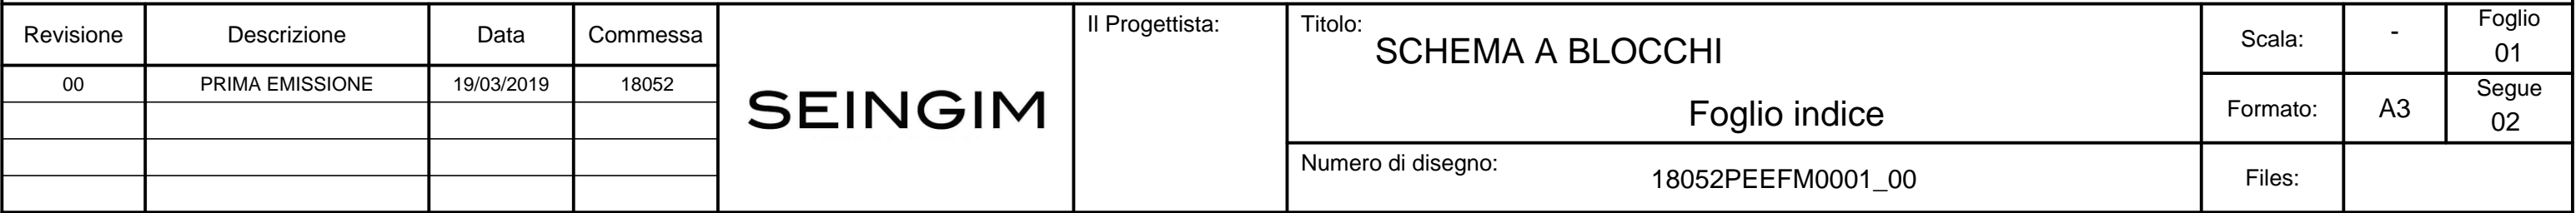 Revisione Descrizione Data Commessa
00 PRIMA EMISSIONE 19/03/2019 18052
SEINGIM
Il Progettista:
Titolo:
SCHEMA A BLOCCHI
Foglio indice
Numero di disegno:
18052PEEFM0001_00
Scala: -
Foglio
01
Formato: A3
Segue
02
Files: